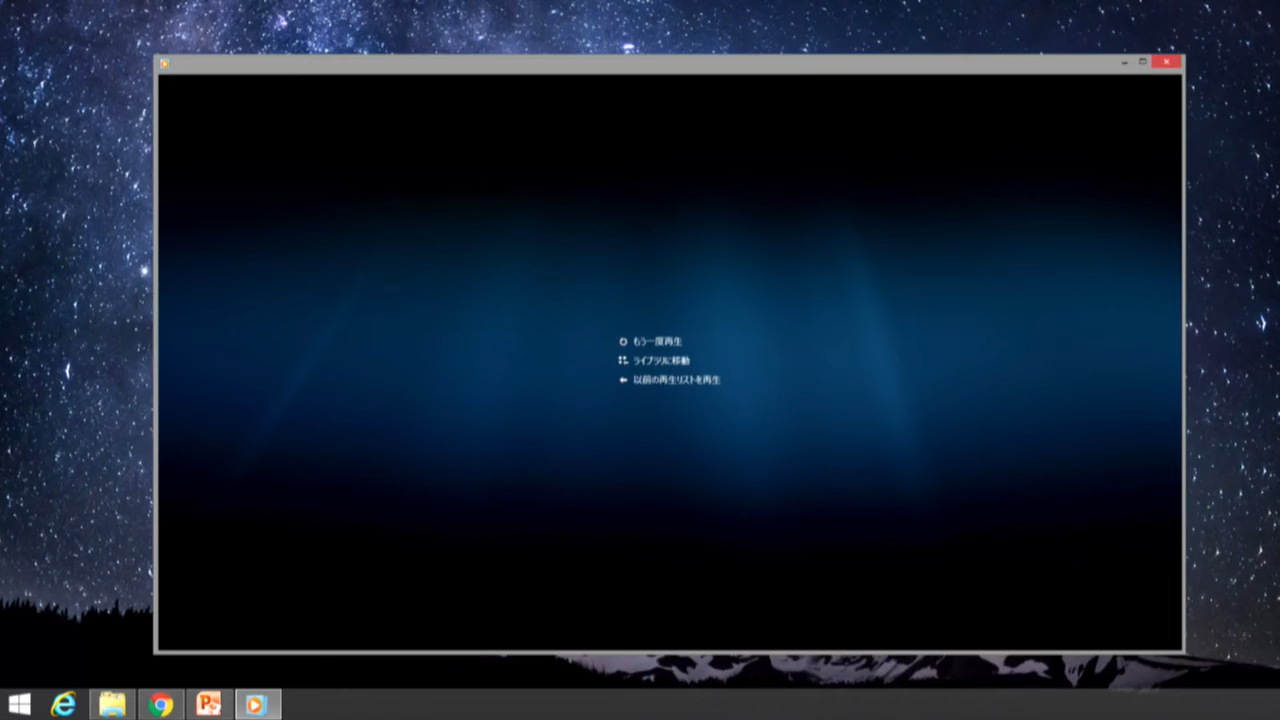 もう一度再生
ライブラリに移動
以前の再生リストを再生